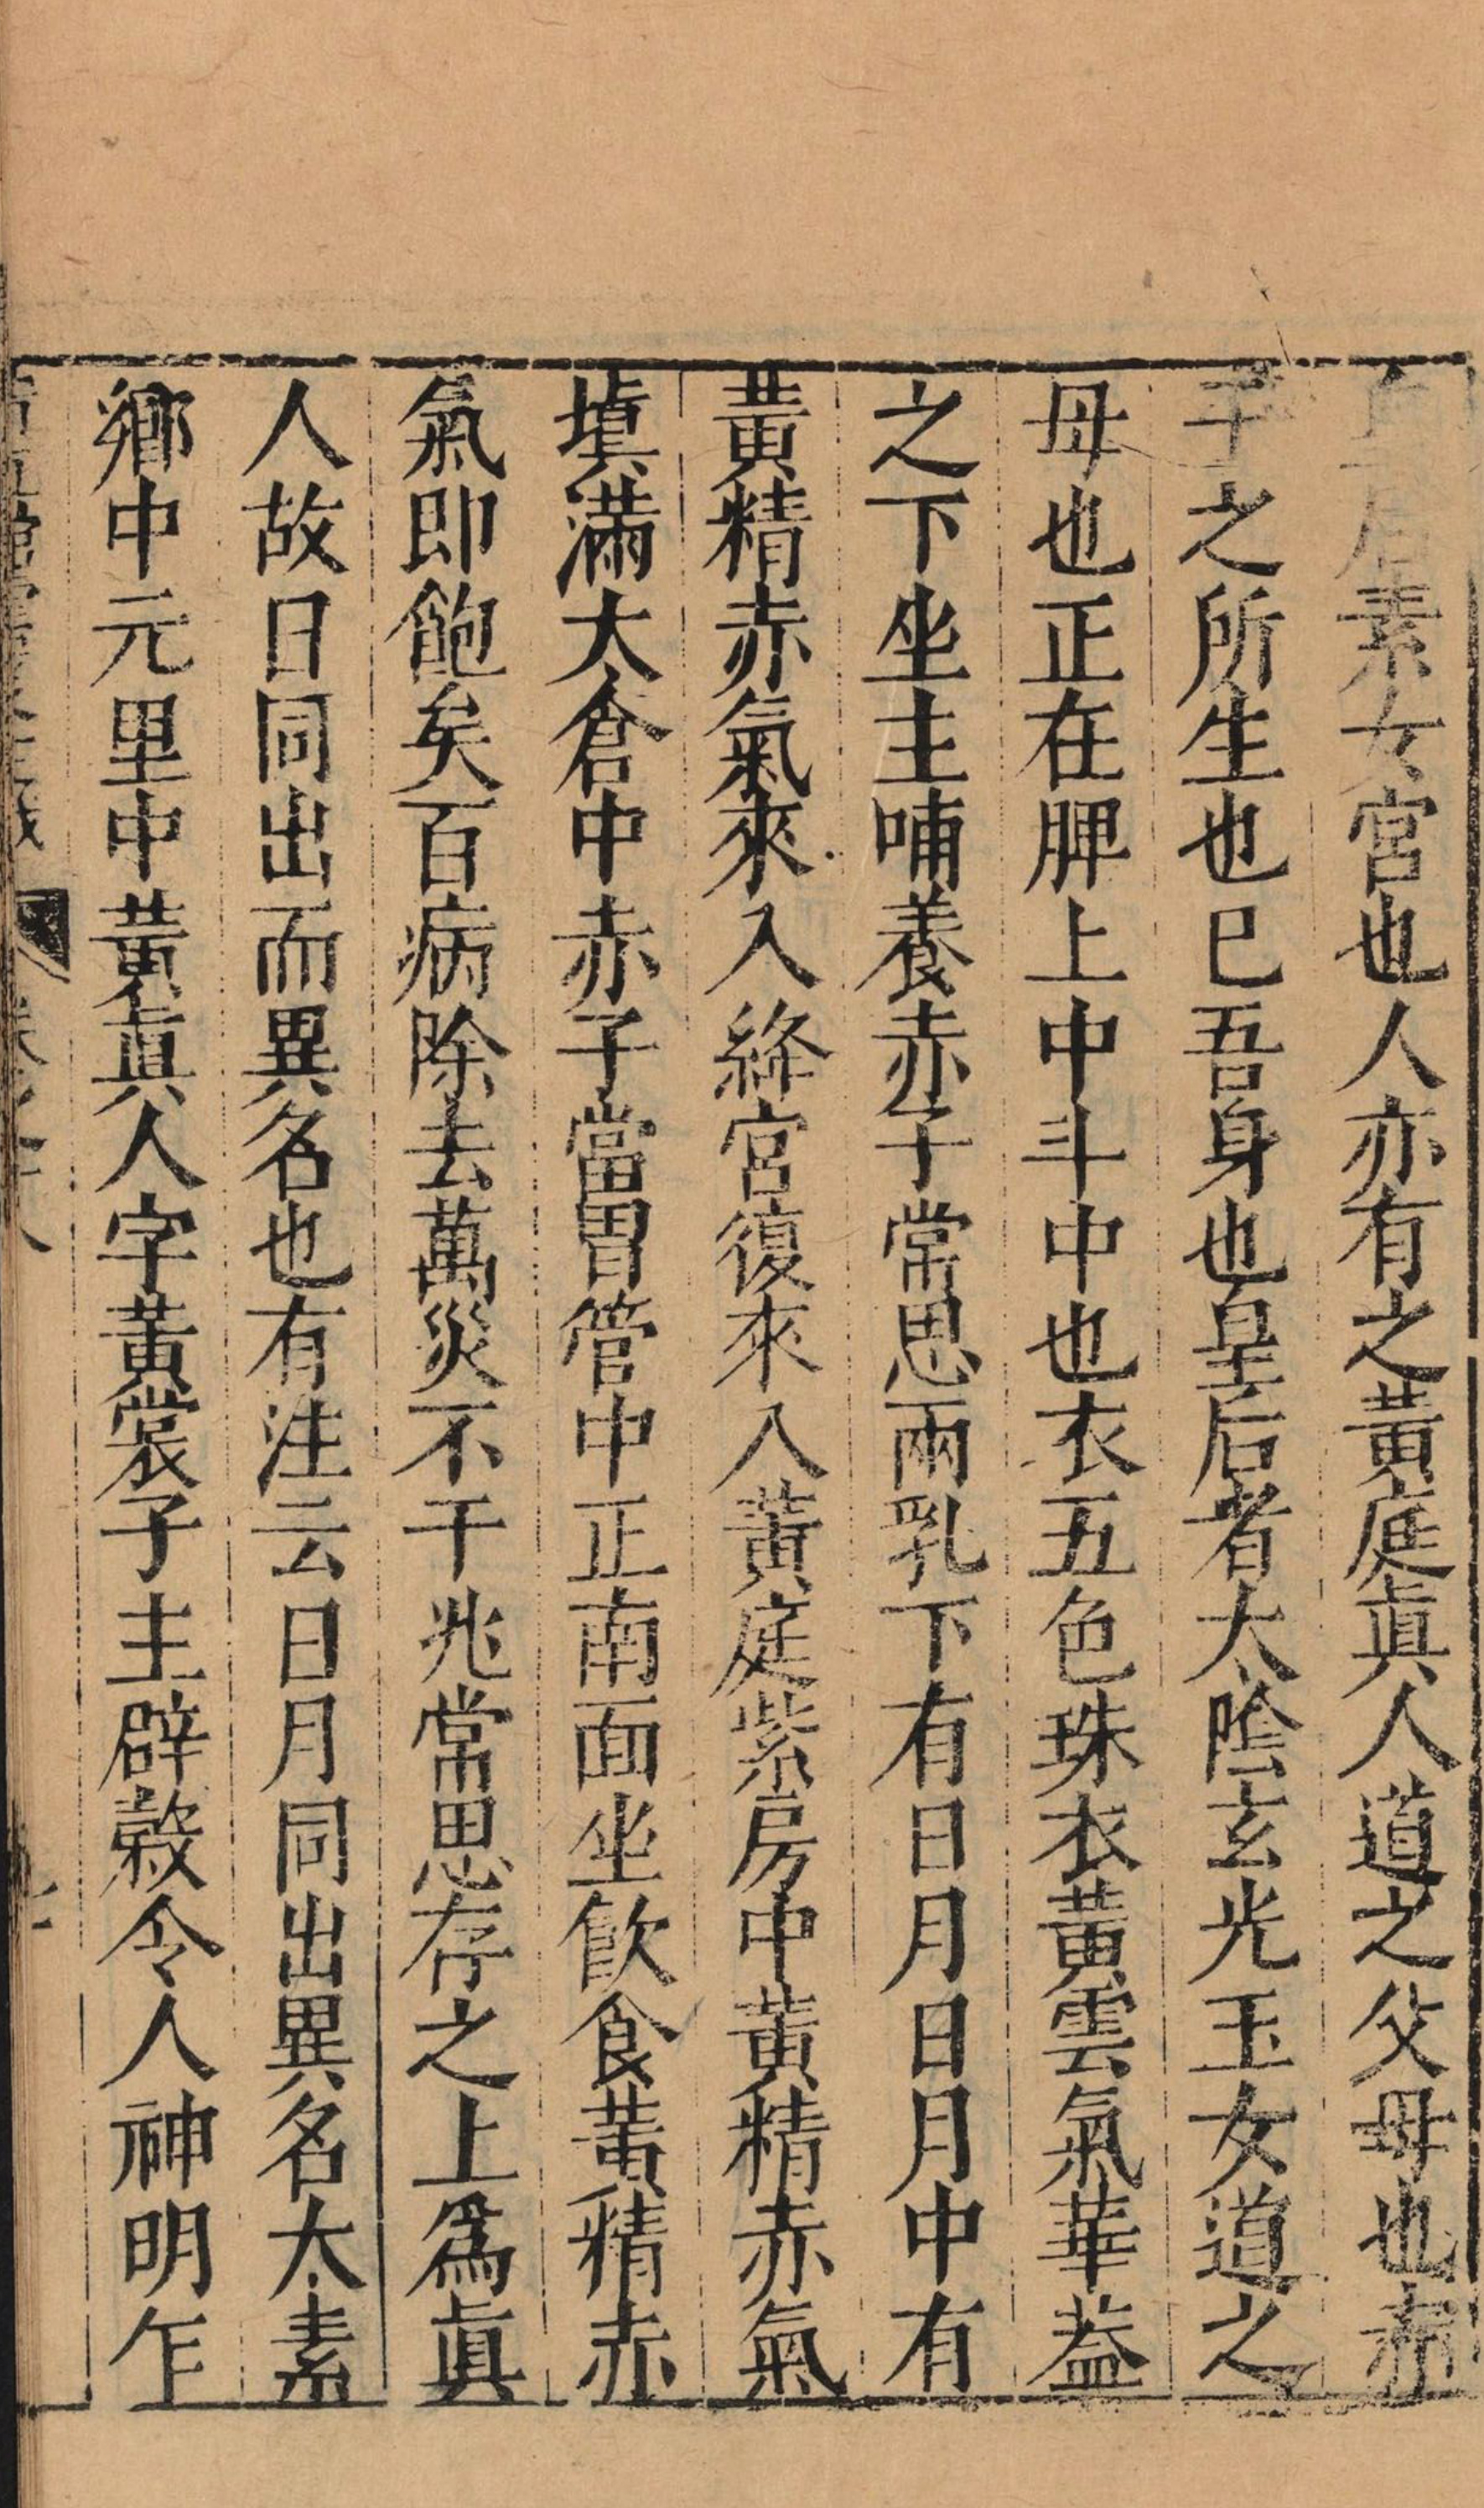 素女宮也人亦有之黃庭眞人道之父母也赤
子之所生也巳吾身也皇后者太陰玄光玉女道之
母也正在脾上中斗中也衣五色珠衣黃雲氣華葢
之下坐主哺養赤子常思兩乳下有日月日月中有
黃精赤氣來入絳宮復來入黃庭紫房中黃精赤氣
塡滿太倉中赤子當胃管中正南面坐飮食黃精赤
氣即飽矣百病除去萬災不干兆常思存之上爲眞
人故曰同出而異名也有注云日月同出異名太素
鄉中元里中黃眞人字黃裳子主辟穀令人神明乍